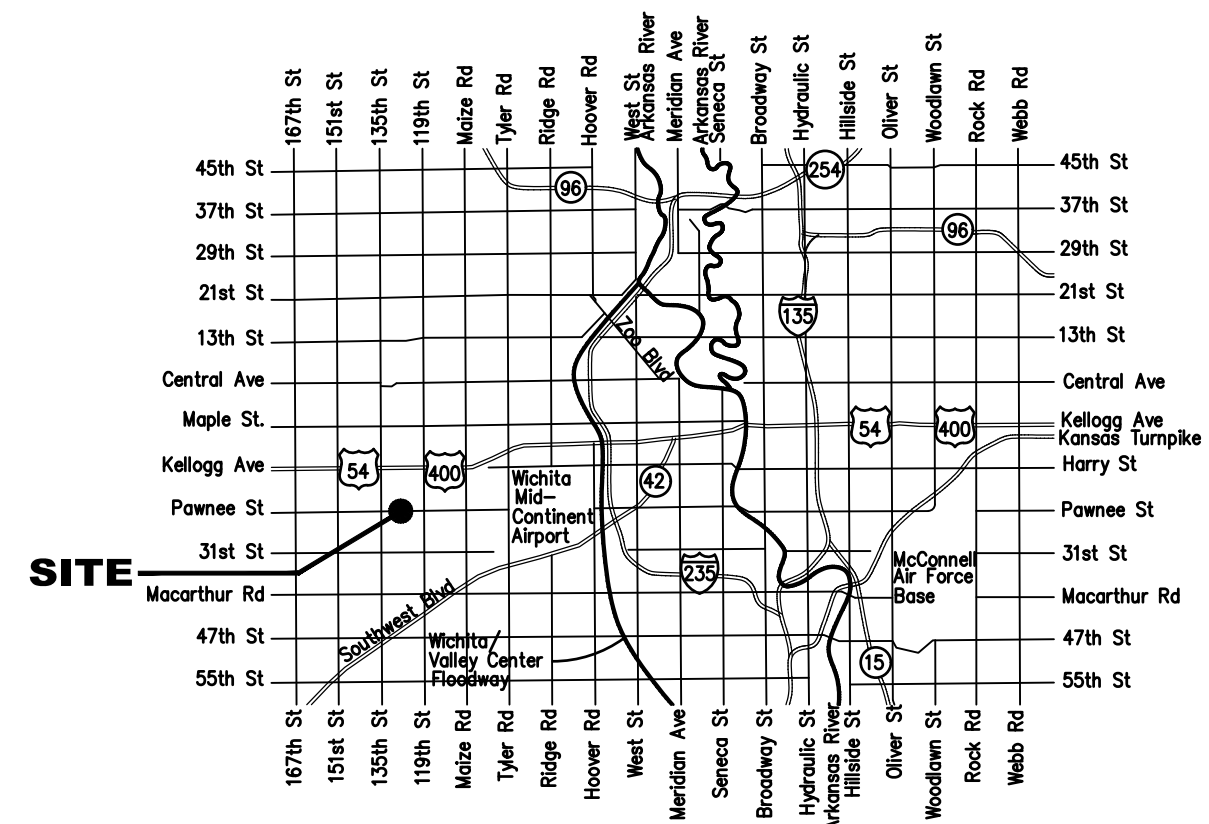 167th St
151st St
135th St
119th St
Maize Rd
Tyler Rd
Ridge Rd
Hoover Rd
West St
Arkansas River
Meridian Ave
Arkansas River
Seneca St
Broadway St
Hydraulic St
Hillside St
Oliver St
Woodlawn St
Rock Rd
Webb Rd
45th St
37th St
29th St
21st St
13th St
Central Ave
Maple St.
Kellogg Ave
Pawnee St
31st St
SITE
Macarthur Rd
47th St
55th St
96
254
96
135
Zoo Blvd
54
400
54
400
42
Wichita
Mid-
Continent
Airport
235
McConnell
Air Force
Base
Southwest Blvd
Wichita/
Valley Center
Floodway
15
45th St
37th St
29th St
21st St
13th St
Central Ave
Kellogg Ave
Kansas Turnpike
Harry St
Pawnee St
31st St
Macarthur Rd
47th St
55th St
167th St
151st St
135th St
119th St
Maize Rd
Tyler Rd
Ridge Rd
Hoover Rd
West St
Meridian Ave
Seneca St
Broadway St
Hydraulic St
Arkansas River
Hillside St
Oliver St
Woodlawn St
Rock Rd
Webb Rd